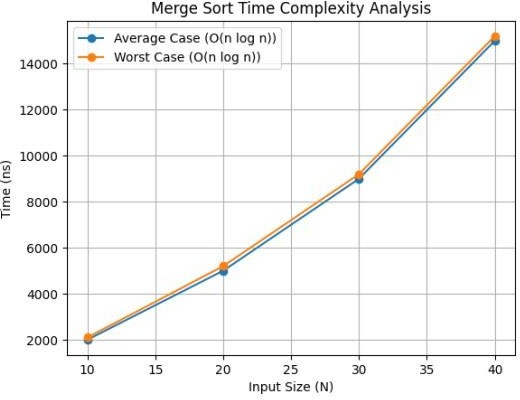 Merge Sort Time Complexity Analysis
Average Case (O(n log n))
Worst Case (O(n log n))
14000
12000
10000
8000
6000
4000
2000
Time (ns)
10 15 20 25 30 35 40
Input Size (N)